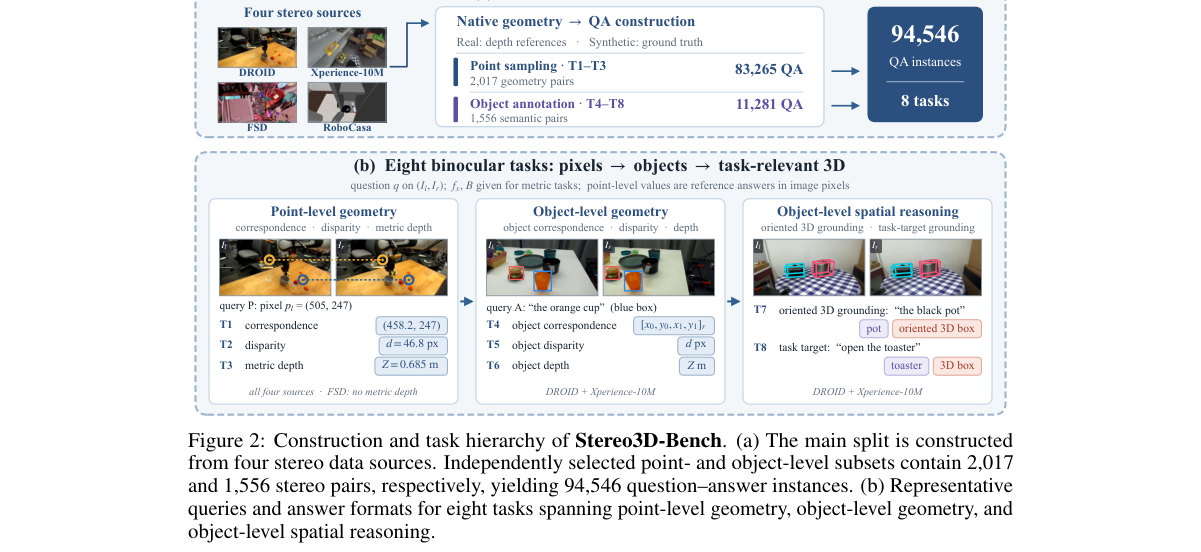 Four stereo sources
DROID
Xperience-10M
FSD
RoboCasa
Native geometry → QA construction
Real: depth references · Synthetic: ground truth
Point sampling · T1–T3
83,265 QA
2,017 geometry pairs
Object annotation · T4–T8
11,281 QA
1,556 semantic pairs
94,546
QA instances
8 tasks
(b) Eight binocular tasks: pixels → objects → task-relevant 3D
question q on (Iₗ, Iᵣ); fₓ, B given for metric tasks; point-level values are reference answers in image pixels
Point-level geometry
correspondence · disparity · metric depth
Iₗ
Iᵣ
query P: pixel pₗ = (505, 247)
T1 correspondence (458.2, 247)
T2 disparity d = 46.8 px
T3 metric depth Z = 0.685 m
all four sources · FSD: no metric depth
Object-level geometry
object correspondence · disparity · depth
Iₗ
Iᵣ
query A: “the orange cup” (blue box)
T4 object correspondence [x₀, y₀, x₁, y₁]ᵣ
T5 object disparity d px
T6 object depth Z m
DROID + Xperience-10M
Object-level spatial reasoning
oriented 3D grounding · task-target grounding
Iₗ
Iᵣ
T7 oriented 3D grounding: “the black pot”
pot oriented 3D box
T8 task target: “open the toaster”
toaster 3D box
DROID + Xperience-10M
Figure 2: Construction and task hierarchy of Stereo3D-Bench. (a) The main split is constructed
from four stereo data sources. Independently selected point- and object-level subsets contain 2,017
and 1,556 stereo pairs, respectively, yielding 94,546 question–answer instances. (b) Representative
queries and answer formats for eight tasks spanning point-level geometry, object-level geometry, and
object-level spatial reasoning.